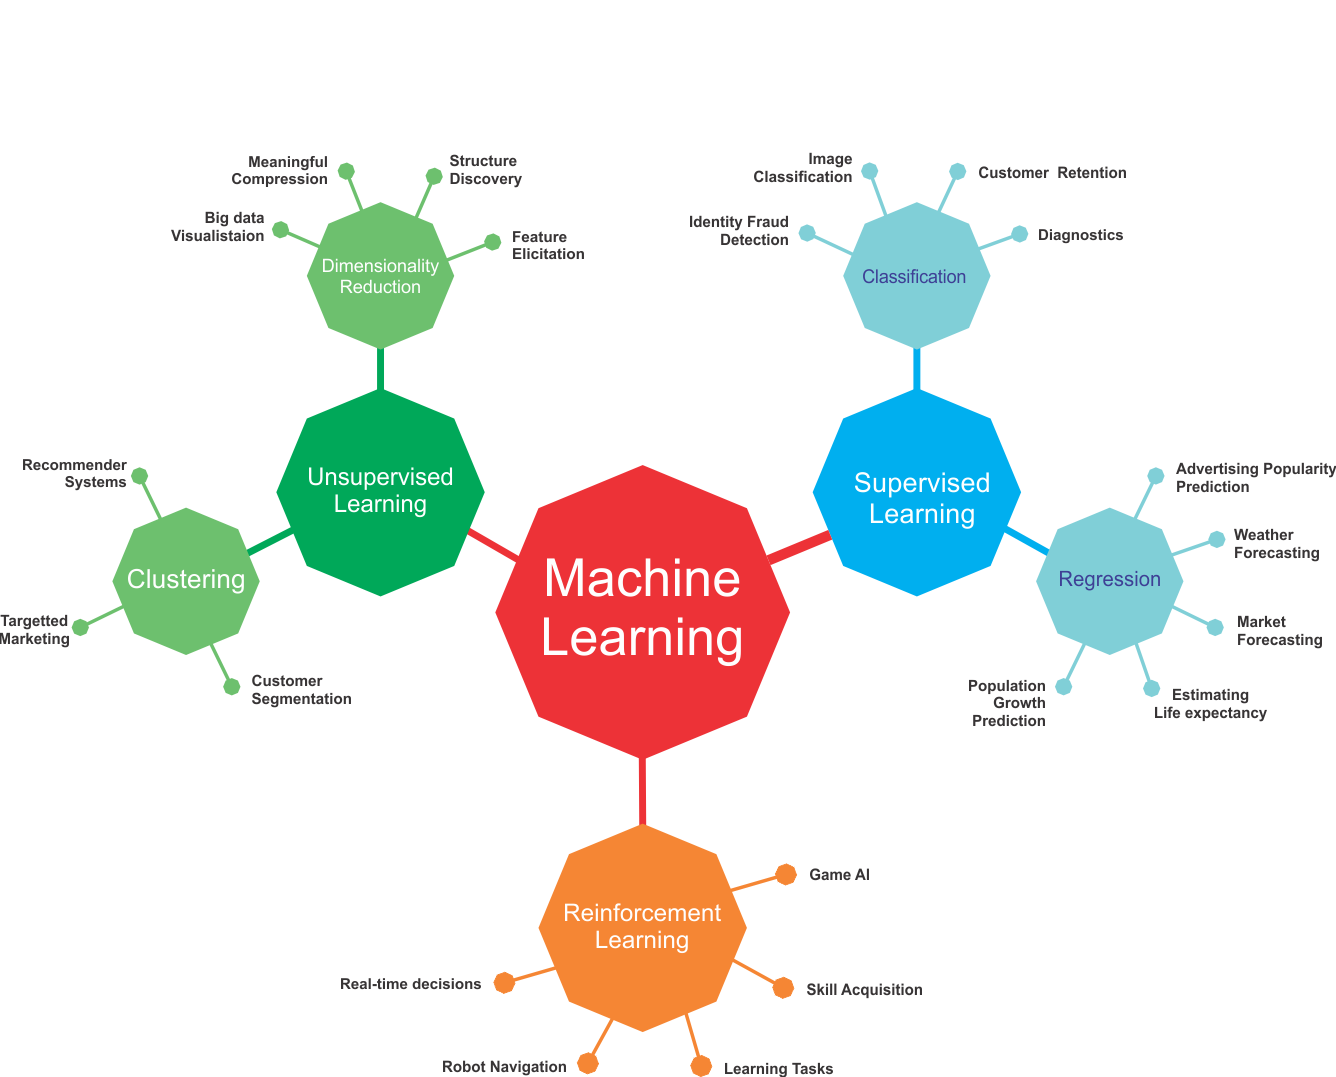 Meaningful
Compression
Structure
Discovery
Big data
Visualistaion
Feature
Elicitation
Dimensionality
Reduction
Image
Classification
Customer  Retention
Identity Fraud
Detection
Diagnostics
Classification
Unsupervised
Learning
Supervised
Learning
Recommender
Systems
Clustering
Targetted
Marketing
Customer
Segmentation
Machine
Learning
Advertising Popularity
Prediction
Weather
Forecasting
Regression
Market
Forecasting
Population
Growth
Prediction
Estimating
Life expectancy
Reinforcement
Learning
Game AI
Real-time decisions
Skill Acquisition
Robot Navigation
Learning Tasks